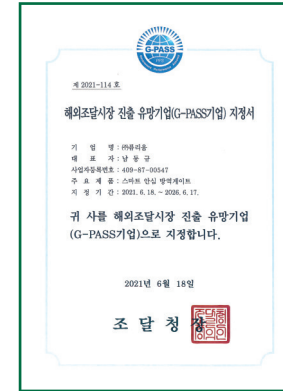 G-PASS
제 2021-114 호
해외조달시장 진출 유망기업(G-PASS기업) 지정서
기 업 명 : ㈜퓨리움
대 표 자 : 남 동 규
사업자등록번호 : 409-87-00547
주 요 제 품 : 스마트 안심 방역게이트
지 정 기 간 : 2021. 6. 18. ~ 2026. 6. 17.
귀 사를 해외조달시장 진출 유망기업
(G-PASS기업)으로 지정합니다.
2021년 6월 18일
조 달 청 장